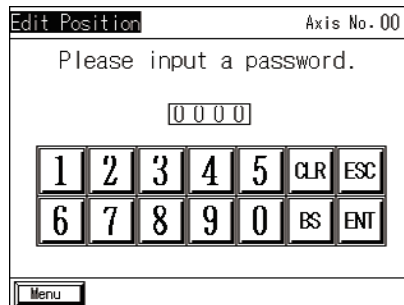 Edit Position Axis No. 00
Please input a password.
0 0 0 0
1 2 3 4 5 CLR ESC
6 7 8 9 0 BS ENT
Menu